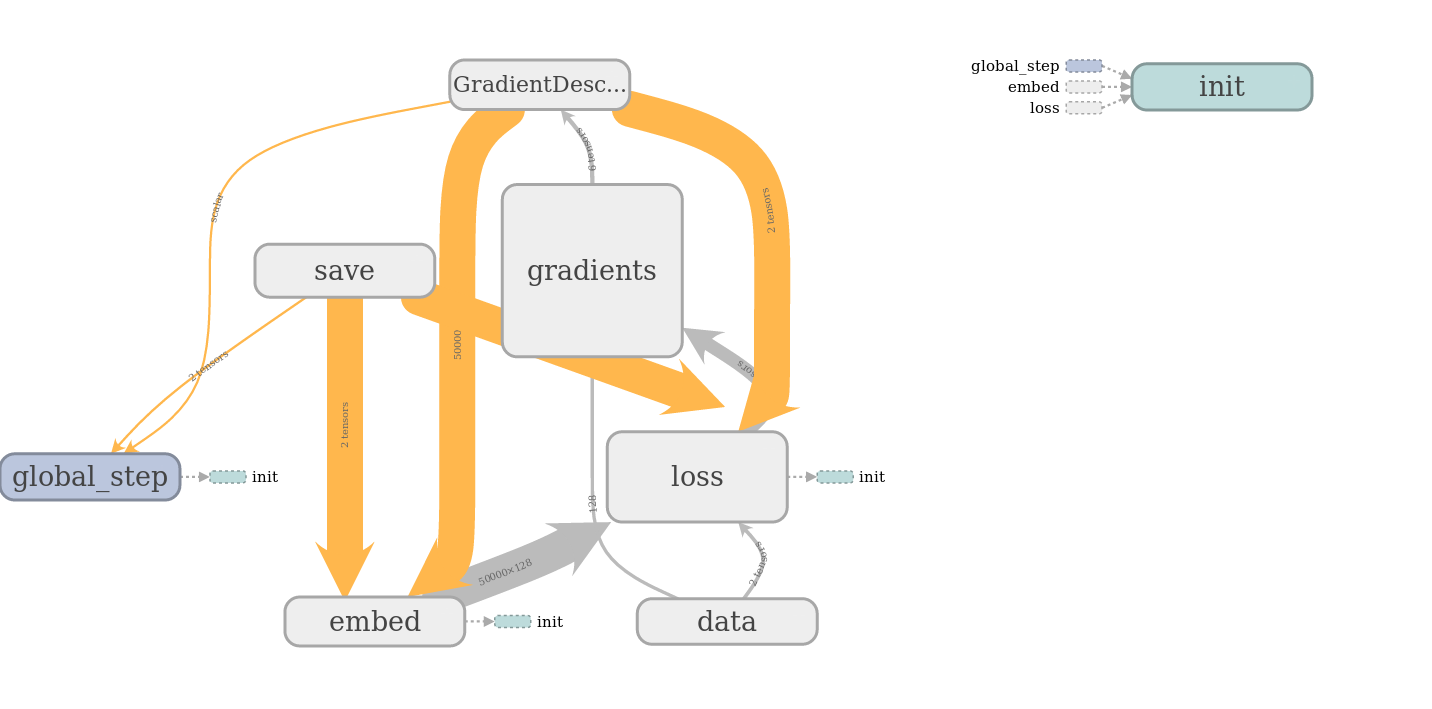 global_step
embed
loss
init
GradientDesc...
6 tensors
scalar
2 tensors
save
gradients
50000
2 tensors
2 tensors
global_step
init
loss
init
128
50000×128
2 tensors
embed
init
data